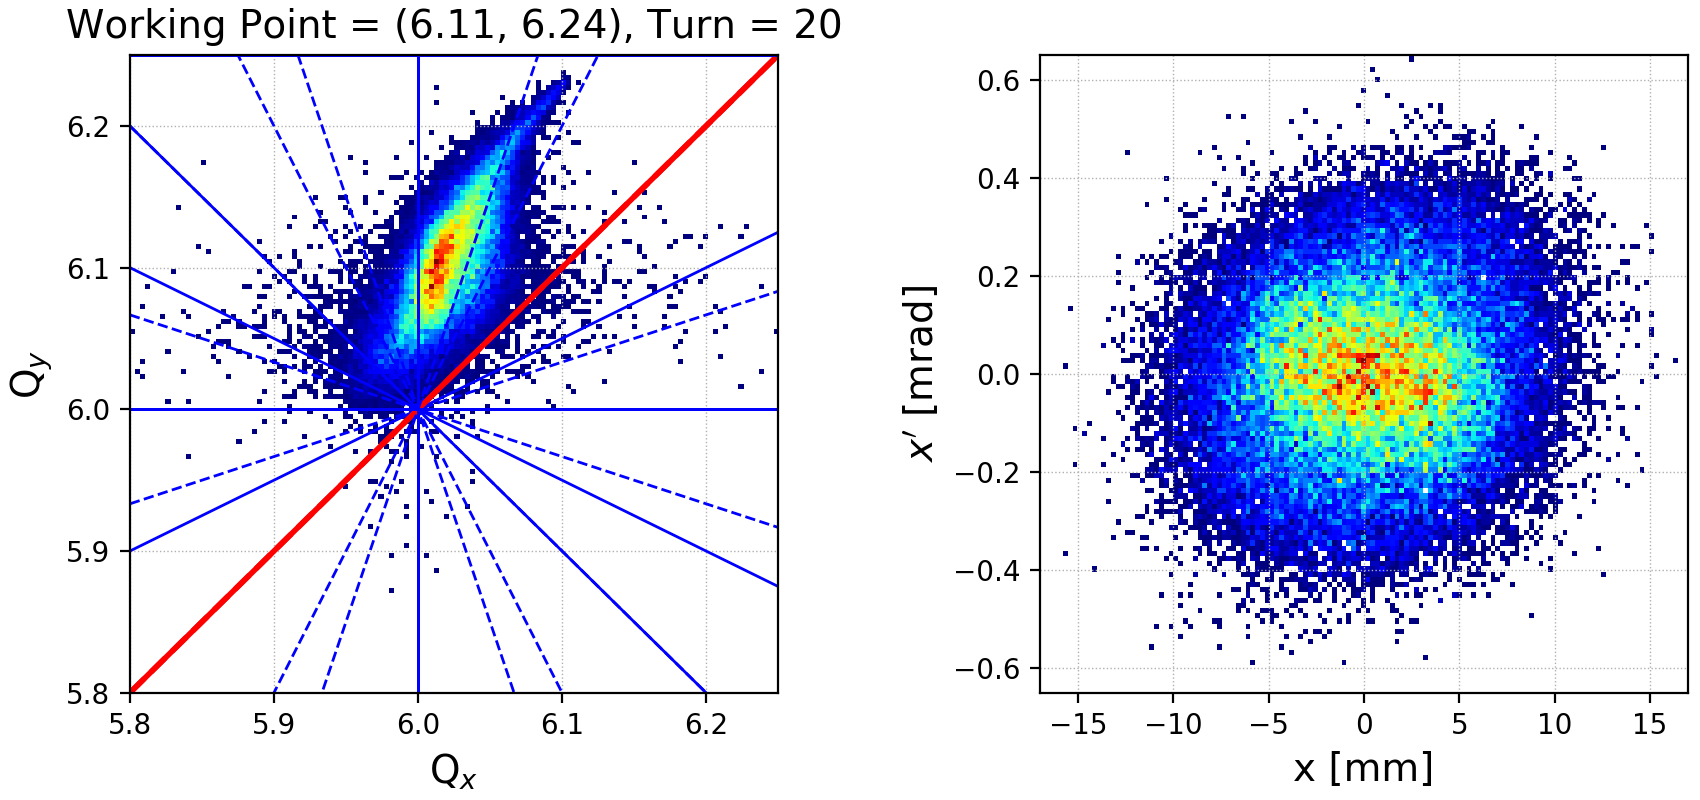 Working Point = (6.11, 6.24), Turn = 20
6.2
6.1
6.0
5.9
5.8
Q_y
5.8 5.9 6.0 6.1 6.2
Q_x
0.6
0.4
0.2
0.0
−0.2
−0.4
−0.6
x′ [mrad]
−15 −10 −5 0 5 10 15
x [mm]